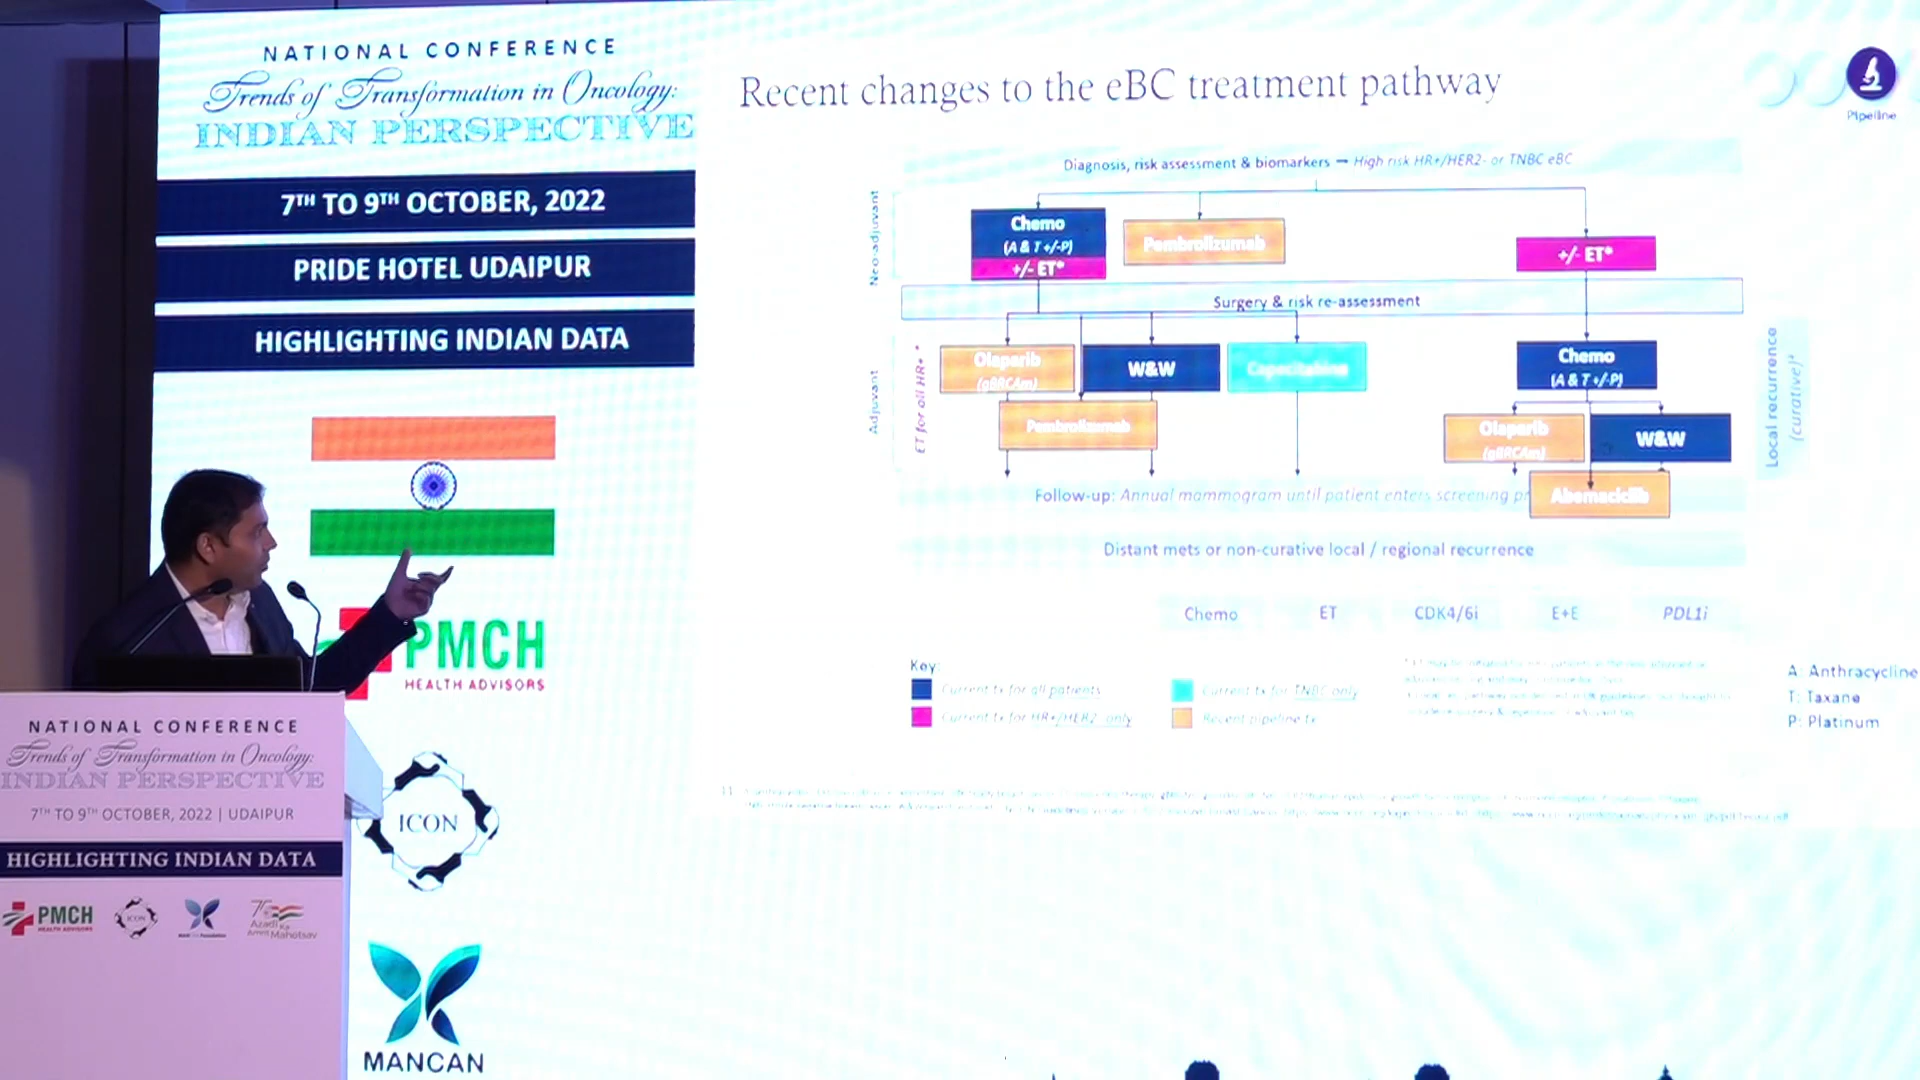 NATIONAL CONFERENCE
Trends of Transformation in Oncology:
INDIAN PERSPECTIVE
7TH TO 9TH OCTOBER, 2022
PRIDE HOTEL UDAIPUR
HIGHLIGHTING INDIAN DATA
PMCH
HEALTH ADVISORS
ICON
MANCAN
Recent changes to the eBC treatment pathway
Pipeline
Diagnosis, risk assessment & biomarkers — High risk HR+/HER2- or TNBC eBC
Neo-adjuvant
Chemo
(A & T +/-P)
+/- ET*
Pembrolizumab
+/- ET*
Surgery & risk re-assessment
Adjuvant
ET for all HR+ *
Olaparib
(gBRCAm)
W&W
Capecitabine
Pembrolizumab
Chemo
(A & T +/-P)
Olaparib
(gBRCAm)
W&W
Abemaciclib
Local recurrence
(curative)
Follow-up: Annual mammogram until patient enters screening
Distant mets or non-curative local / regional recurrence
Chemo
ET
CDK4/6i
E+E
PDL1i
Key:
Current tx for all patients
Current tx for HR+/HER2- only
Current tx for TNBC only
Recent pipeline tx
A: Anthracycline
T: Taxane
P: Platinum
11
NATIONAL CONFERENCE
Trends of Transformation in Oncology:
INDIAN PERSPECTIVE
7TH TO 9TH OCTOBER, 2022 | UDAIPUR
HIGHLIGHTING INDIAN DATA
PMCH
HEALTH ADVISORS
ICON
75
Azadi Ka
Amrit Mahotsav